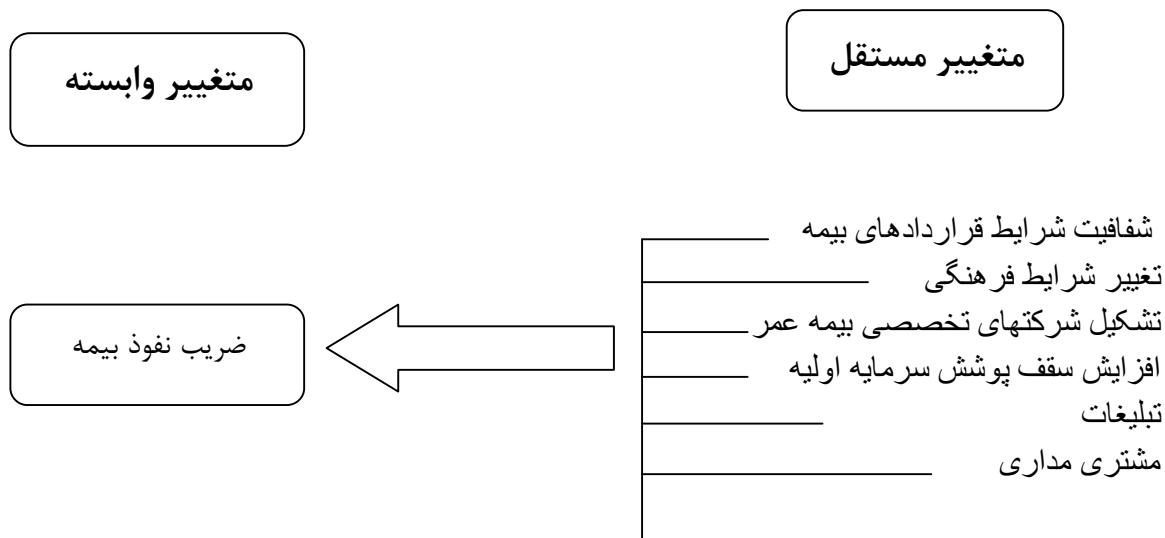 متغییر مستقل
متغییر وابسته
شفافیت شرایط قراردادهای بیمه
تغییر شرایط فرهنگی
تشکیل شرکتهای تخصصی بیمه عمر
افزایش سقف پوشش سرمایه اولیه
تبلیغات
مشتری مداری
ضریب نفوذ بیمه